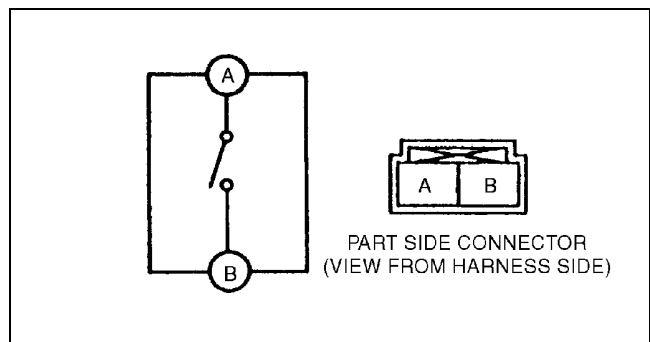 A
A B
B
PART SIDE CONNECTOR
(VIEW FROM HARNESS SIDE)